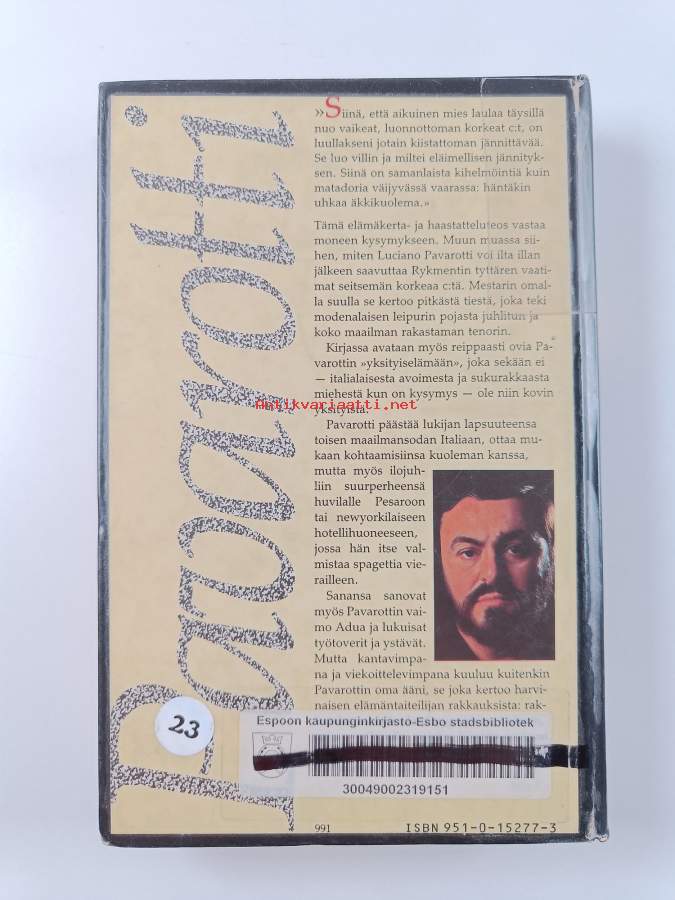 Pavarotti
»Siinä, että aikuinen mies laulaa täysillä
nuo vaikeat, luonnottoman korkeat c:t, on
luullakseni jotain kiistattoman jännittävää.
Se luo villin ja miltei eläimellisen jännityk-
sen. Siinä on samanlaista kihelmöintiä kuin
matadoria väijyvässä vaarassa: häntäkin
uhkaa äkkikuolema.»
Tämä elämäkerta- ja haastatteluteos vastaa
moneen kysymykseen. Muun muassa sii-
hen, miten Luciano Pavarotti voi ilta illan
jälkeen saavuttaa Rykmentin tyttären vaati-
mat seitsemän korkeaa c:tä. Mestarin omal-
la suulla se kertoo pitkästä tiestä, joka teki
modenalaisen leipurin pojasta juhlitun ja
koko maailman rakastaman tenorin.
Kirjassa avataan myös reippaasti ovia Pa-
varottin »yksityiselämään», joka sekään ei
— italialaisesta avoimesta ja sukurakkaasta
miehestä kun on kysymys — ole niin kovin
yksityistä.
Antikvariaatti.net
Pavarotti päästää lukijan lapsuuteensa
toisen maailmansodan Italiaan, ottaa mu-
kaan kohtaamisiinsa kuoleman kanssa,
mutta myös ilojuh-
liin suurperheensä
huvilalle Pesaroon
tai newyorkilaiseen
hotellihuoneeseen,
jossa hän itse val-
mistaa spagettia vie-
railleen.
Sanansa sanovat
myös Pavarottin vai-
mo Adua ja lukuisat
työtoverit ja ystävät.
Mutta kantavimpa-
na ja viekoittelevimpana kuuluu kuitenkin
Pavarottin oma ääni, se joka kertoo harvi-
naisen elämäntaiteilijan rakkauksista: rak-
23
Espoon kaupunginkirjasto-Esbo stadsbibliotek
30049002319151
991
ISBN 951-0-15277-3